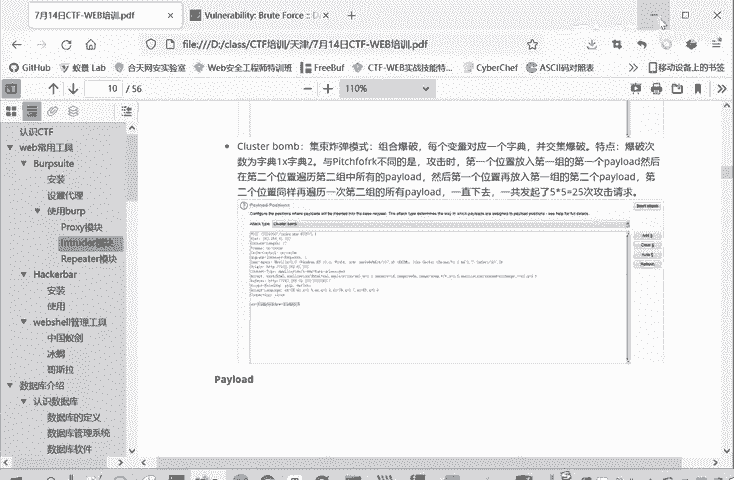 7月14日CTF-WEB培训.pdf
Vulnerability: Brute Force :: D
file:///D:/class/CTF培训/天津/7月14日CTF-WEB培训.pdf
GitHub
蚁景 Lab
合天网安实验室
Web安全工程师特训班
FreeBuf
CTF-WEB实战技能特...
CyberChef
ASCII码对照表
移动设备上的书签
10 / 56
110%
认识CTF
web常用工具
Burpsuite
安装
设置代理
使用burp
Proxy模块
Intruder模块
Repeater模块
Hackerbar
安装
使用
webshell管理工具
中国蚁剑
冰蝎
哥斯拉
数据库介绍
认识数据库
数据库的定义
数据库管理系统
数据库软件
Cluster bomb：集束炸弹模式：组合爆破，每个变量对应一个字典，并交集爆破。特点：爆破次
数为字典1x字典2。与Pitchfofrk不同的是，攻击时，第一个位置放入第一组的第一个payload然后
在第二个位置遍历第二组中所有的payload，然后第一个位置再放入第一组的第二个payload，第
二个位置同样再遍历一次第二组的所有payload，一直下去，一共发起了5*5=25次攻击请求。
Payload Positions
Configure the positions where payloads will be inserted into the base request. The attack type determines the way in which payloads are assigned to payload positions - see help for full details.
Attack type: Cluster bomb
Payload